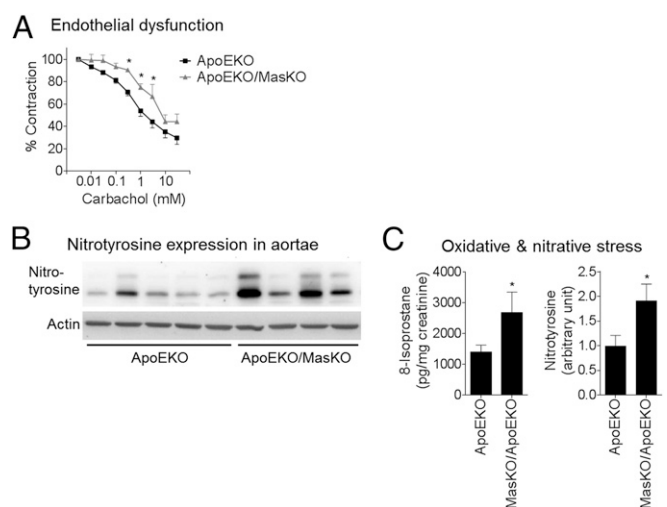 A Endothelial dysfunction
ApoEKO
ApoEKO/MasKO
% Contraction
100
80
60
40
20
0
0.01 0.1 1 10
Carbachol (mM)
* * *
B Nitrotyrosine expression in aortae
Nitro-
tyrosine
Actin
ApoEKO ApoEKO/MasKO
C Oxidative & nitrative stress
8-Isoprostane
(pg/mg creatinine)
4000
3000
2000
1000
0
*
ApoEKO
MasKO/ApoEKO
Nitrotyrosine
(arbitrary unit)
2.5
2.0
1.5
1.0
0.5
0.0
*
ApoEKO
MasKO/ApoEKO